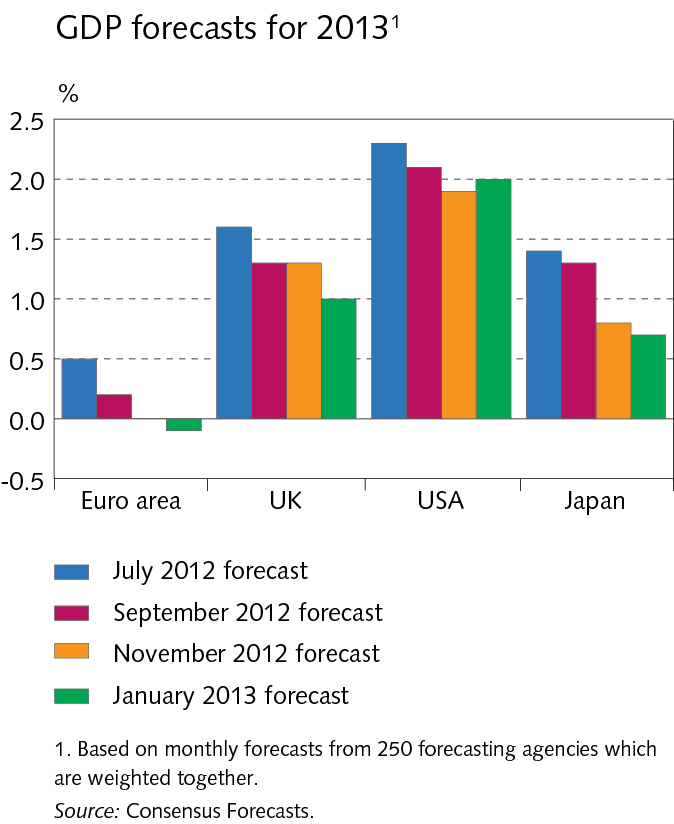 GDP forecasts for 2013¹
%
2.5
2.0
1.5
1.0
0.5
0.0
-0.5
Euro area UK USA Japan
July 2012 forecast
September 2012 forecast
November 2012 forecast
January 2013 forecast
1. Based on monthly forecasts from 250 forecasting agencies which
are weighted together.
Source: Consensus Forecasts.